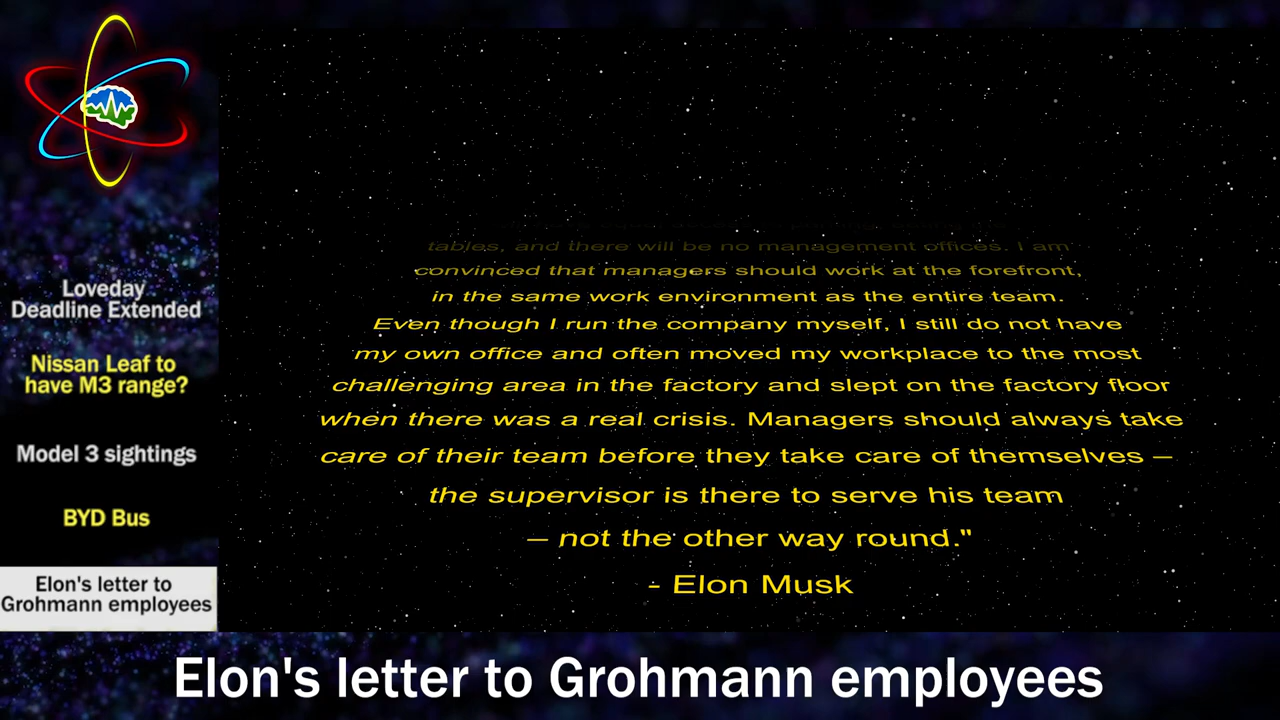 Loveday
Deadline Extended
Nissan Leaf to
have M3 range?
Model 3 sightings
BYD Bus
Elon's letter to
Grohmann employees
tables, and there will be no management offices. I am
convinced that managers should work at the forefront,
in the same work environment as the entire team.
Even though I run the company myself, I still do not have
my own office and often moved my workplace to the most
challenging area in the factory and slept on the factory floor
when there was a real crisis. Managers should always take
care of their team before they take care of themselves –
the supervisor is there to serve his team
– not the other way round."
- Elon Musk
Elon's letter to Grohmann employees